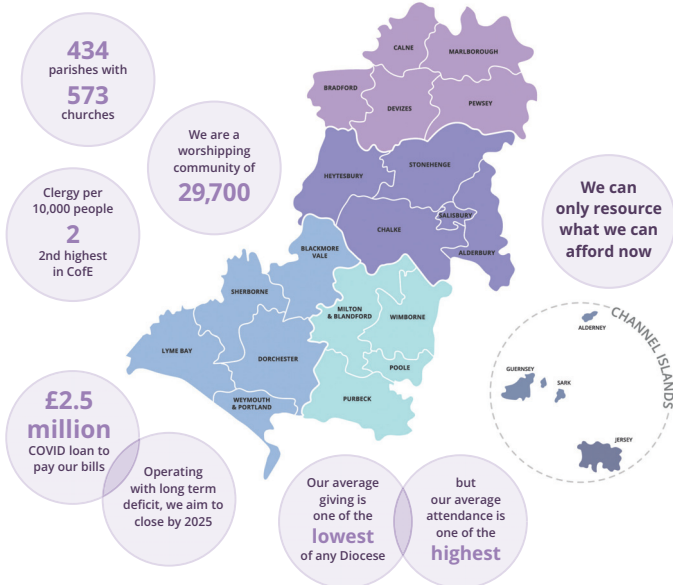 434
parishes with
573
churches
We are a
worshipping
community of
29,700
Clergy per
10,000 people
2
2nd highest
in CofE
We can
only resource
what we can
afford now
CALNE
MARLBOROUGH
BRADFORD
DEVIZES
PEWSEY
HEYTESBURY
STONEHENGE
CHALKE
SALISBURY
ALDERBURY
BLACKMORE
VALE
SHERBORNE
MILTON
& BLANDFORD
WIMBORNE
LYME BAY
DORCHESTER
POOLE
WEYMOUTH
& PORTLAND
PURBECK
CHANNEL ISLANDS
ALDERNEY
GUERNSEY
SARK
JERSEY
£2.5
million
COVID loan to
pay our bills
Operating
with long term
deficit, we aim to
close by 2025
Our average
giving is
one of the
lowest
of any Diocese
but
our average
attendance is
one of the
highest